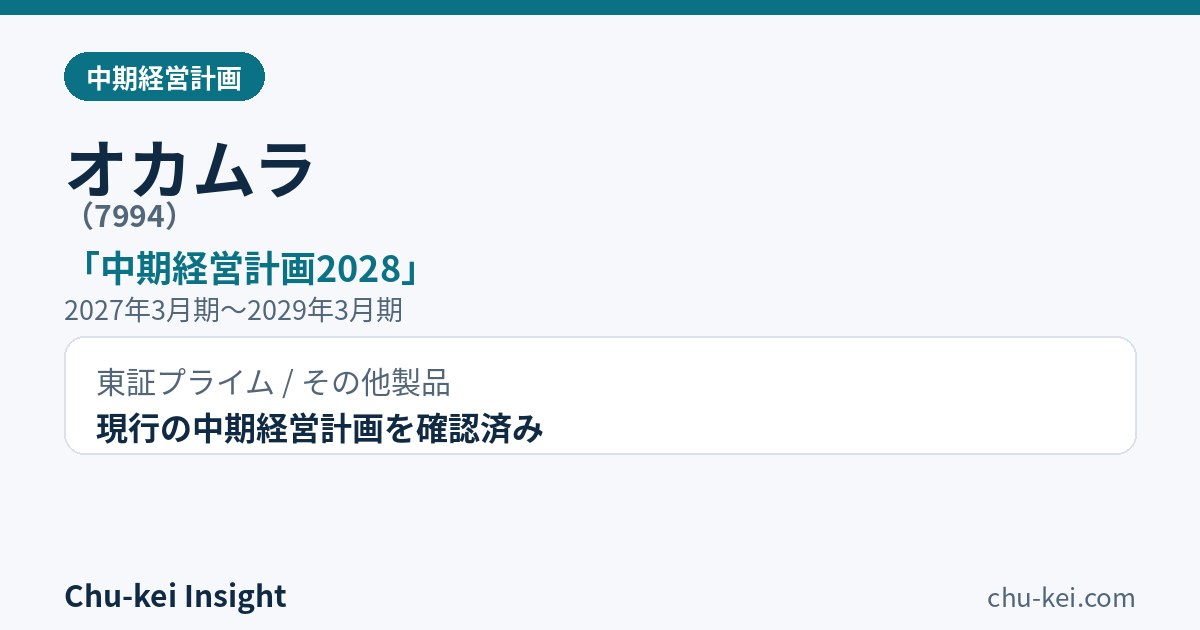 中期経営計画
オカムラ
（7994）
「中期経営計画2028」
2027年3月期～2029年3月期
東証プライム / その他製品
現行の中期経営計画を確認済み
Chu-kei Insight
chu-kei.com